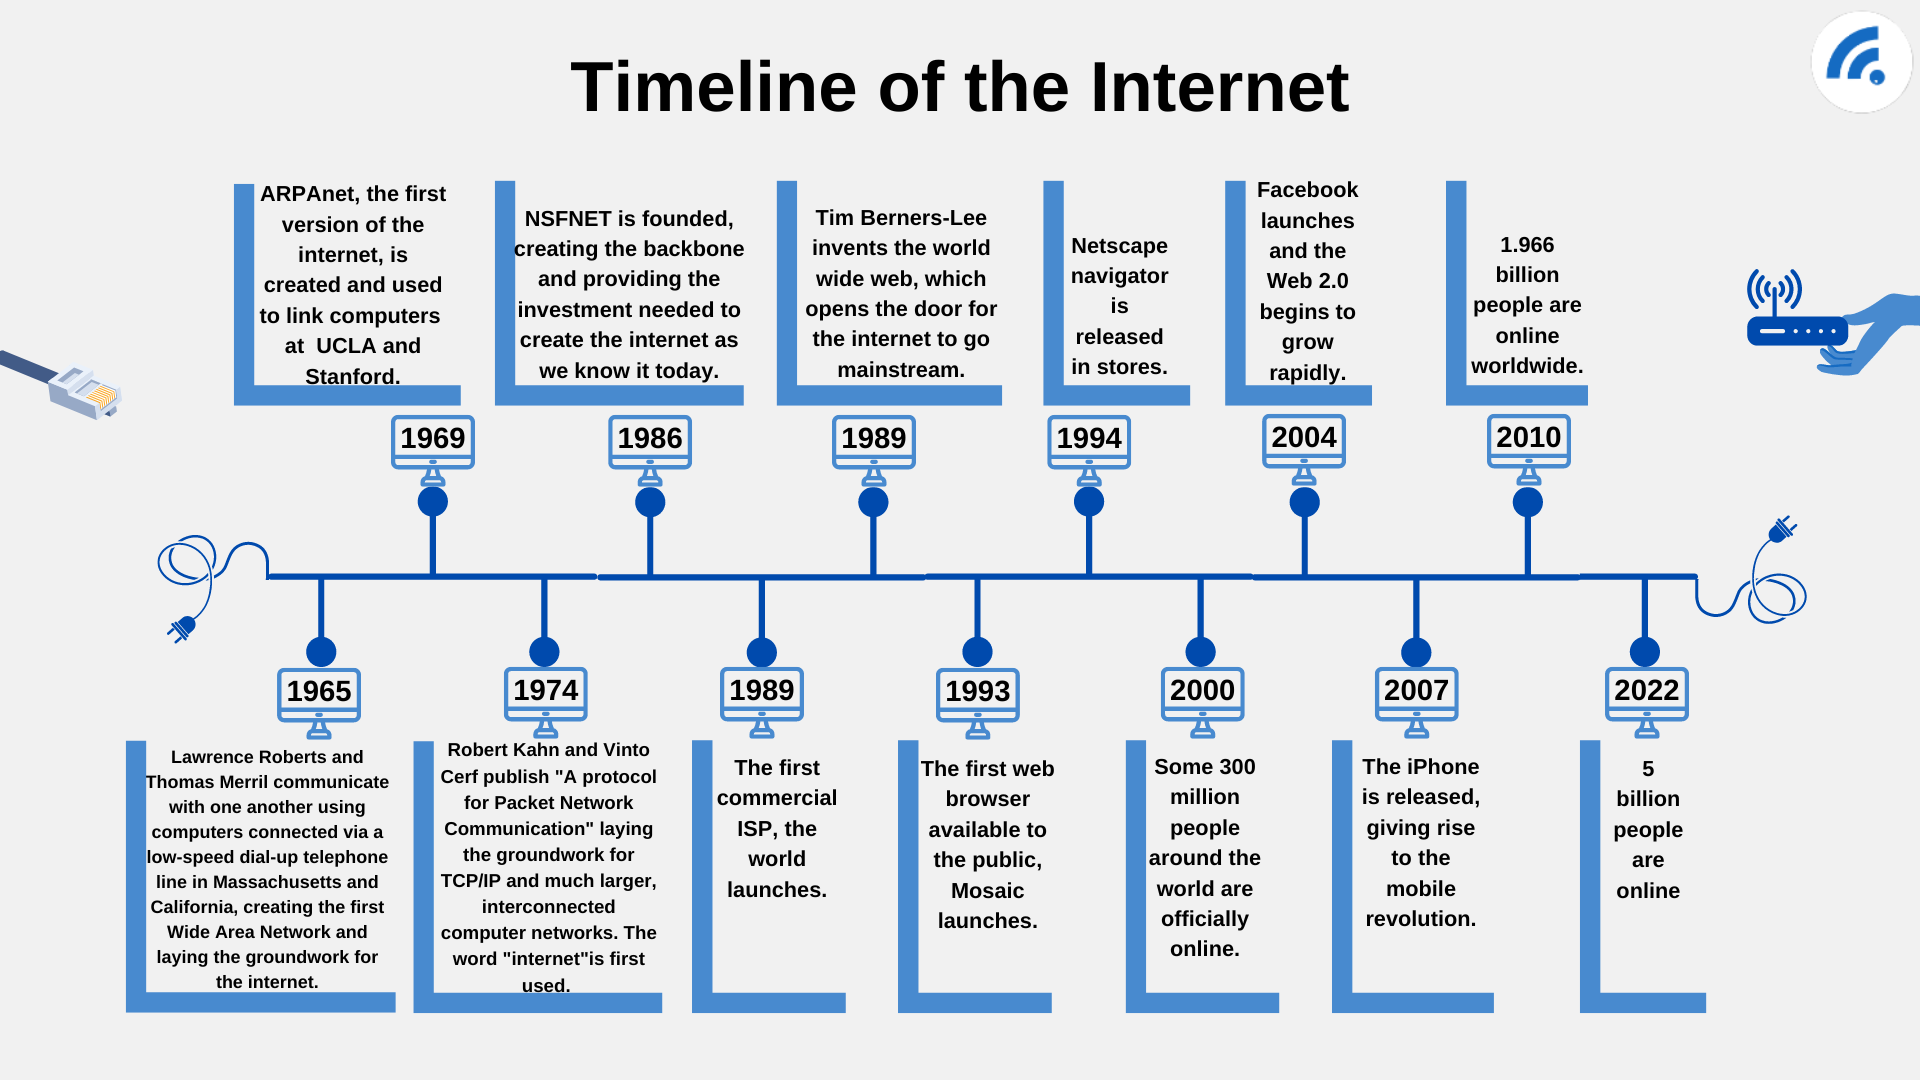 Timeline of the Internet
ARPAnet, the first
version of the
internet, is
created and used
to link computers
at  UCLA and
Stanford.
NSFNET is founded,
creating the backbone
and providing the
investment needed to
create the internet as
we know it today.
Tim Berners-Lee
invents the world
wide web, which
opens the door for
the internet to go
mainstream.
Netscape
navigator
is
released
in stores.
Facebook
launches
and the
Web 2.0
begins to
grow
rapidly.
1.966
billion
people are
online
worldwide.
1969
1986
1989
1994
2004
2010
1965
1974
1989
1993
2000
2007
2022
Lawrence Roberts and
Thomas Merril communicate
with one another using
computers connected via a
low-speed dial-up telephone
line in Massachusetts and
California, creating the first
Wide Area Network and
laying the groundwork for
the internet.
Robert Kahn and Vinto
Cerf publish "A protocol
for Packet Network
Communication" laying
the groundwork for
TCP/IP and much larger,
interconnected
computer networks. The
word "internet"is first
used.
The first
commercial
ISP, the
world
launches.
The first web
browser
available to
the public,
Mosaic
launches.
Some 300
million
people
around the
world are
officially
online.
The iPhone
is released,
giving rise
to the
mobile
revolution.
5
billion
people
are
online